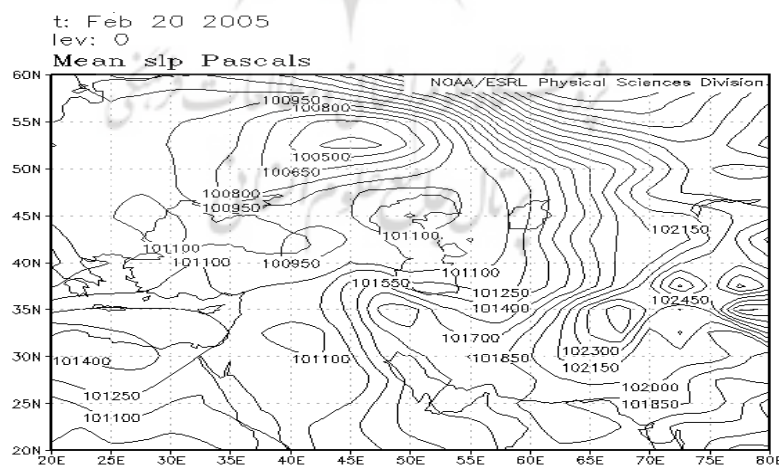 t: Feb 20 2005
lev: 0
Mean slp Pascals
NOAA/ESRL Physical Sciences Division
60N
100950
100800
55N
100500
50N
100650
100800
100950
45N
102150
101100
101100
101100
100950
40N
101100
101550
101250
102450
35N
101400
101700
102300
30N
101400
101100
101850
102150
101250
102000
25N
101850
101100
20N
20E 25E 30E 35E 40E 45E 50E 55E 60E 65E 70E 75E 80E